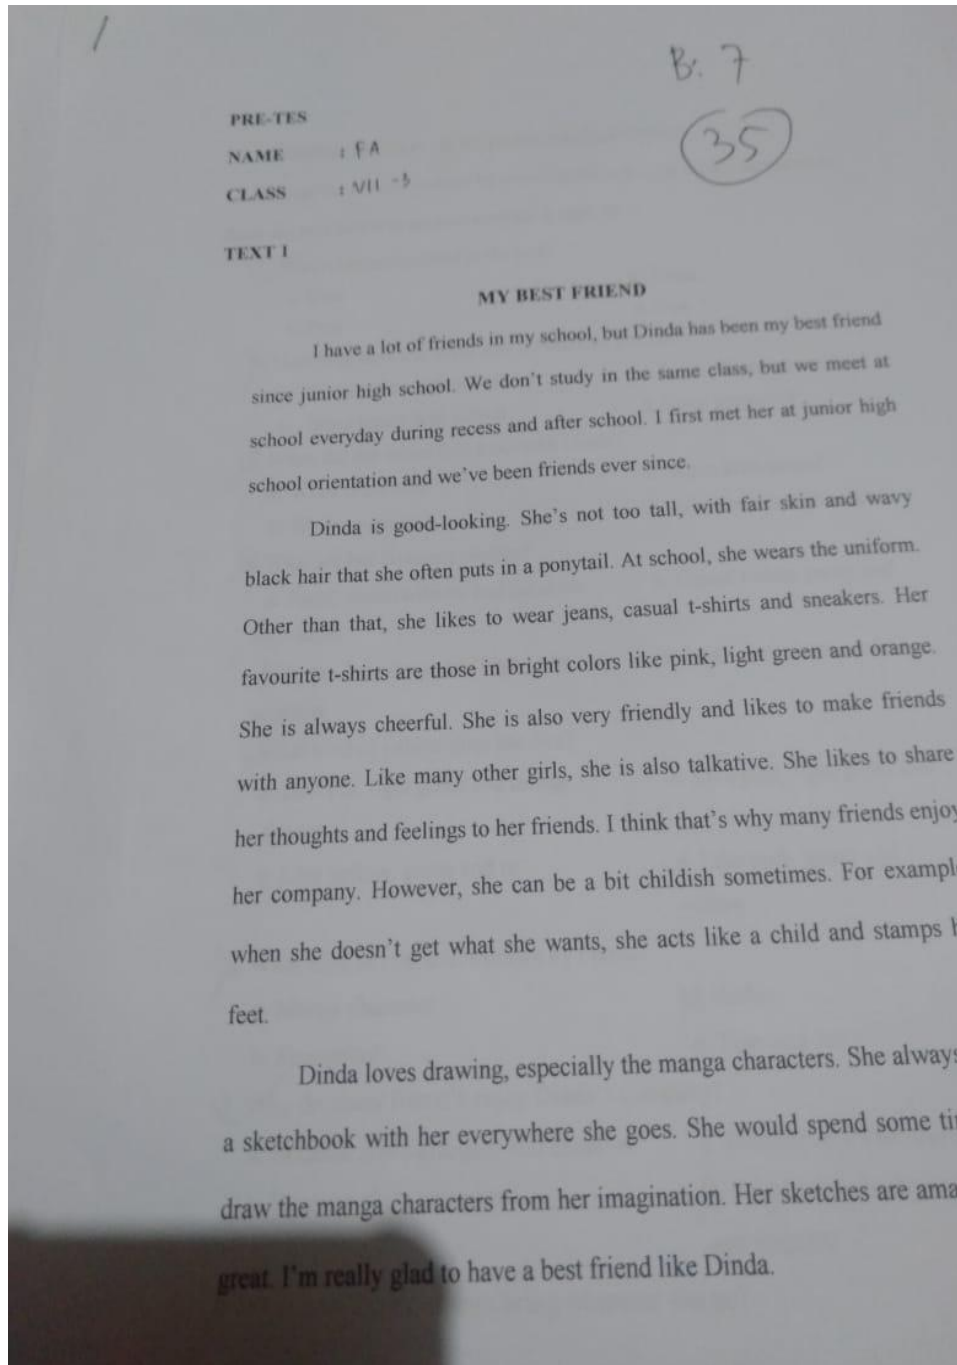 /
B: 7
35
PRE-TES
NAME : FA
CLASS : VII -3
TEXT I
MY BEST FRIEND
I have a lot of friends in my school, but Dinda has been my best friend
since junior high school. We don't study in the same class, but we meet at
school everyday during recess and after school. I first met her at junior high
school orientation and we've been friends ever since.
Dinda is good-looking. She's not too tall, with fair skin and wavy
black hair that she often puts in a ponytail. At school, she wears the uniform.
Other than that, she likes to wear jeans, casual t-shirts and sneakers. Her
favourite t-shirts are those in bright colors like pink, light green and orange.
She is always cheerful. She is also very friendly and likes to make friends
with anyone. Like many other girls, she is also talkative. She likes to share
her thoughts and feelings to her friends. I think that's why many friends enjoy
her company. However, she can be a bit childish sometimes. For exampl
when she doesn't get what she wants, she acts like a child and stamps
feet.
Dinda loves drawing, especially the manga characters. She always
a sketchbook with her everywhere she goes. She would spend some ti
draw the manga characters from her imagination. Her sketches are ama
great. I'm really glad to have a best friend like Dinda.